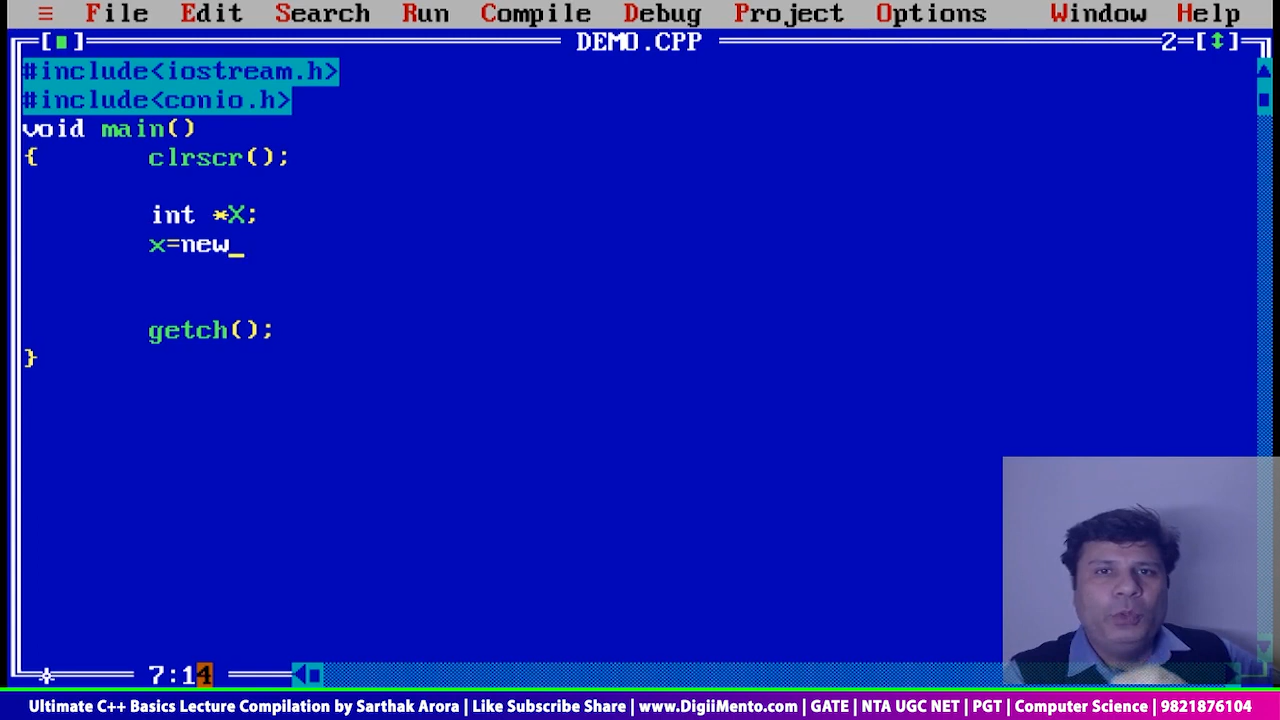 ≡ File Edit Search Run Compile Debug Project Options Window Help
[■] DEMO.CPP 2=[↕]
#include<iostream.h>
#include<conio.h>
void main()
{ clrscr();
int *X;
x=new_
getch();
}
7:14
Ultimate C++ Basics Lecture Compilation by Sarthak Arora | Like Subscribe Share | www.DigiiMento.com | GATE | NTA UGC NET | PGT | Computer Science | 9821876104